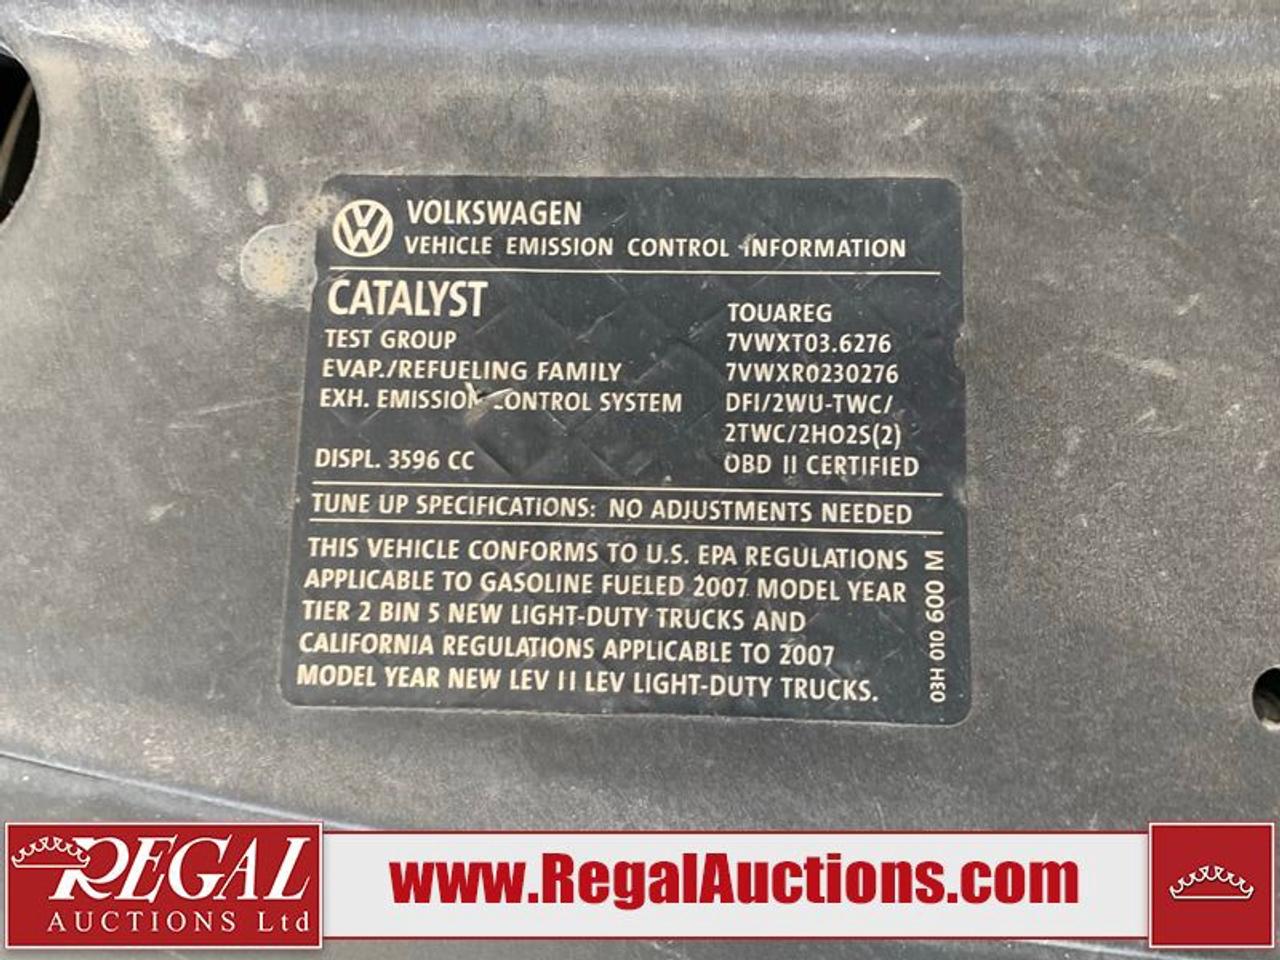 VOLKSWAGEN
VEHICLE EMISSION CONTROL INFORMATION
CATALYST
TOUAREG
TEST GROUP 7VWXT03.6276
EVAP./REFUELING FAMILY 7VWXR0230276
EXH. EMISSION CONTROL SYSTEM DFI/2WU-TWC/
2TWC/2HO2S(2)
DISPL. 3596 CC OBD II CERTIFIED
TUNE UP SPECIFICATIONS: NO ADJUSTMENTS NEEDED
THIS VEHICLE CONFORMS TO U.S. EPA REGULATIONS
APPLICABLE TO GASOLINE FUELED 2007 MODEL YEAR
TIER 2 BIN 5 NEW LIGHT-DUTY TRUCKS AND
CALIFORNIA REGULATIONS APPLICABLE TO 2007
MODEL YEAR NEW LEV II LEV LIGHT-DUTY TRUCKS.
03H 010 600 M
REGAL
AUCTIONS Ltd
www.RegalAuctions.com